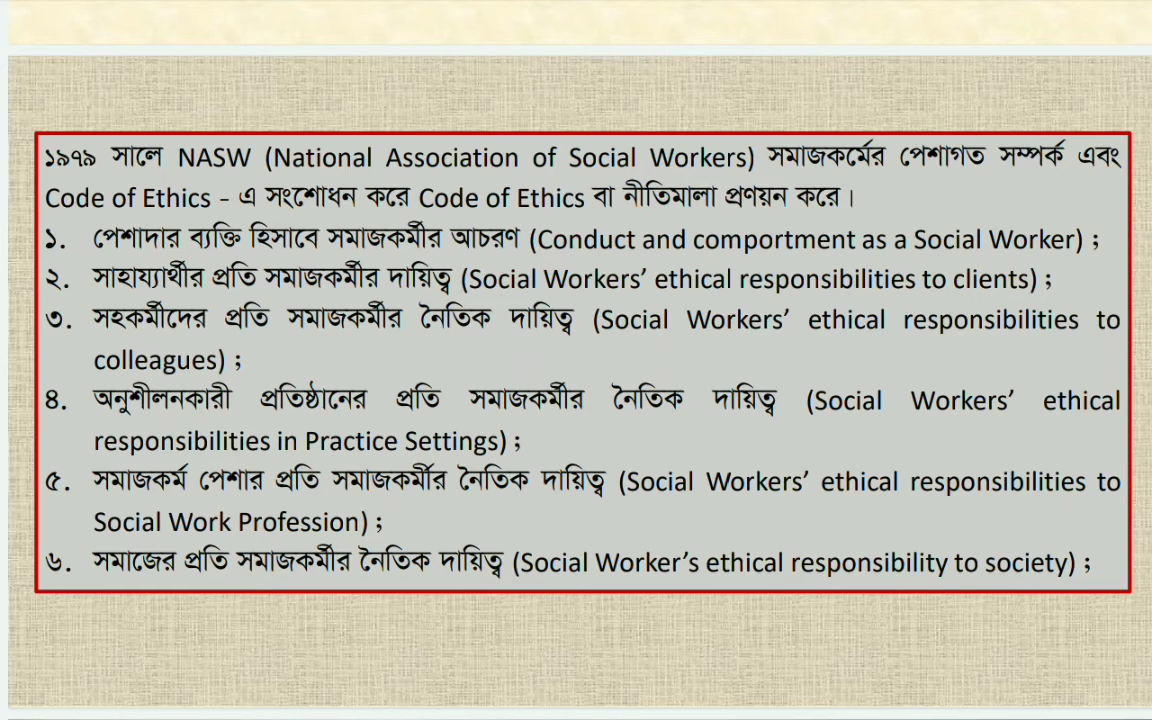 ১৯৭৯ সালে NASW (National Association of Social Workers) সমাজকর্মের পেশাগত সম্পর্ক এবং
Code of Ethics - এ সংশোধন করে Code of Ethics বা নীতিমালা প্রণয়ন করে।
১. পেশাদার ব্যক্তি হিসাবে সমাজকর্মীর আচরণ (Conduct and comportment as a Social Worker) ;
২. সাহায্যার্থীর প্রতি সমাজকর্মীর দায়িত্ব (Social Workers’ ethical responsibilities to clients) ;
৩. সহকর্মীদের প্রতি সমাজকর্মীর নৈতিক দায়িত্ব (Social Workers’ ethical responsibilities to
colleagues) ;
৪. অনুশীলনকারী প্রতিষ্ঠানের প্রতি সমাজকর্মীর নৈতিক দায়িত্ব (Social Workers’ ethical
responsibilities in Practice Settings) ;
৫. সমাজকর্ম পেশার প্রতি সমাজকর্মীর নৈতিক দায়িত্ব (Social Workers’ ethical responsibilities to
Social Work Profession) ;
৬. সমাজের প্রতি সমাজকর্মীর নৈতিক দায়িত্ব (Social Worker’s ethical responsibility to society) ;